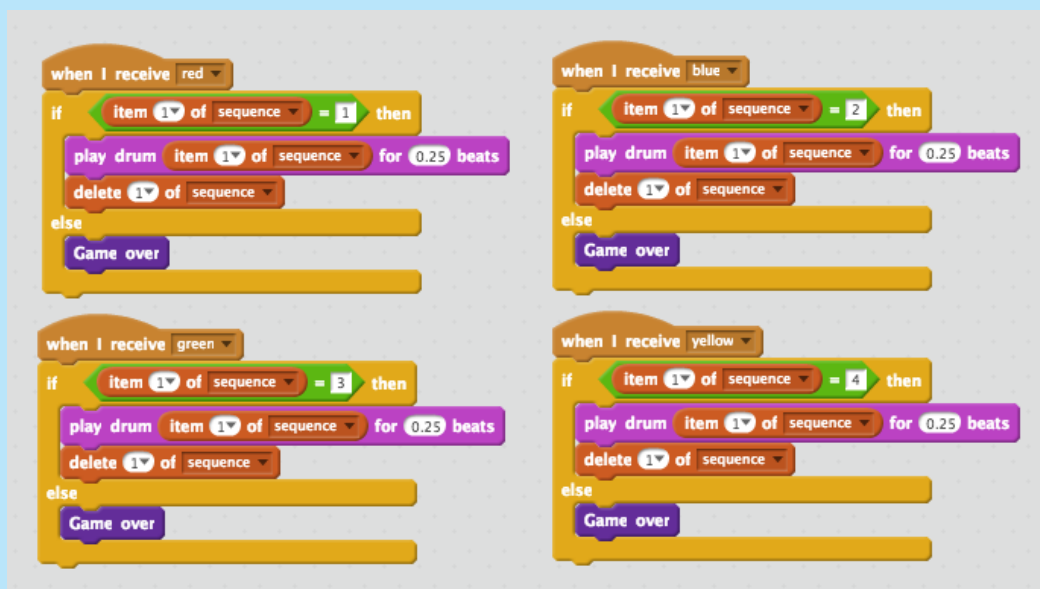 when I receive red
if item 1 of sequence = 1 then
play drum item 1 of sequence for 0.25 beats
delete 1 of sequence
else
Game over
when I receive blue
if item 1 of sequence = 2 then
play drum item 1 of sequence for 0.25 beats
delete 1 of sequence
else
Game over
when I receive green
if item 1 of sequence = 3 then
play drum item 1 of sequence for 0.25 beats
delete 1 of sequence
else
Game over
when I receive yellow
if item 1 of sequence = 4 then
play drum item 1 of sequence for 0.25 beats
delete 1 of sequence
else
Game over